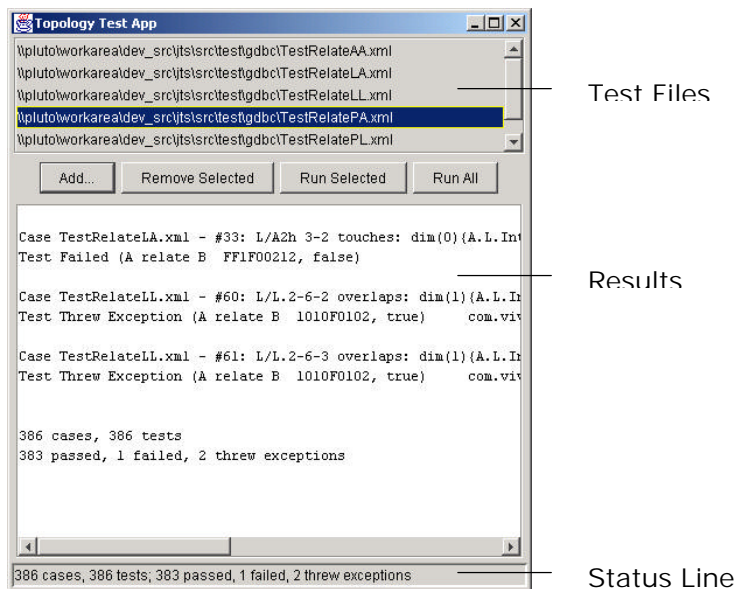 Topology Test App
\\pluto\workarea\dev_src\jts\src\test\gdbc\TestRelateAA.xml
\\pluto\workarea\dev_src\jts\src\test\gdbc\TestRelateLA.xml
\\pluto\workarea\dev_src\jts\src\test\gdbc\TestRelateLL.xml
\\pluto\workarea\dev_src\jts\src\test\gdbc\TestRelatePA.xml
\\pluto\workarea\dev_src\jts\src\test\gdbc\TestRelatePL.xml
Test Files
Add... Remove Selected Run Selected Run All
Case TestRelateLA.xml - #33: L/A2h 3-2 touches: dim(0){A.L.Int
Test Failed (A relate B FF1F00212, false)
Results
Case TestRelateLL.xml - #60: L/L.2-6-2 overlaps: dim(1){A.L.In
Test Threw Exception (A relate B 1010F0102, true) com.viv
Case TestRelateLL.xml - #61: L/L.2-6-3 overlaps: dim(1){A.L.In
Test Threw Exception (A relate B 1010F0102, true) com.viv
386 cases, 386 tests
383 passed, 1 failed, 2 threw exceptions
386 cases, 386 tests; 383 passed, 1 failed, 2 threw exceptions
Status Line